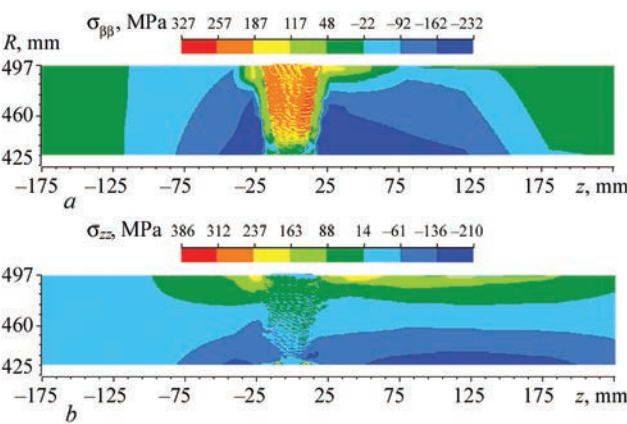 σββ, MPa 327 257 187 117 48 −22 −92 −162 −232
R, mm
497
460
425
−175 −125 −75 −25 25 75 125 175 z, mm
a
σzz, MPa 386 312 237 163 88 14 −61 −136 −210
497
460
425
−175 −125 −75 −25 25 75 125 175 z, mm
b